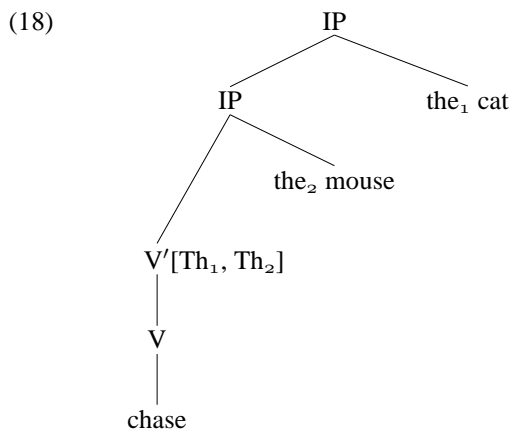 (18)
IP
IP
the₁ cat
the₂ mouse
V′[Th₁, Th₂]
V
chase